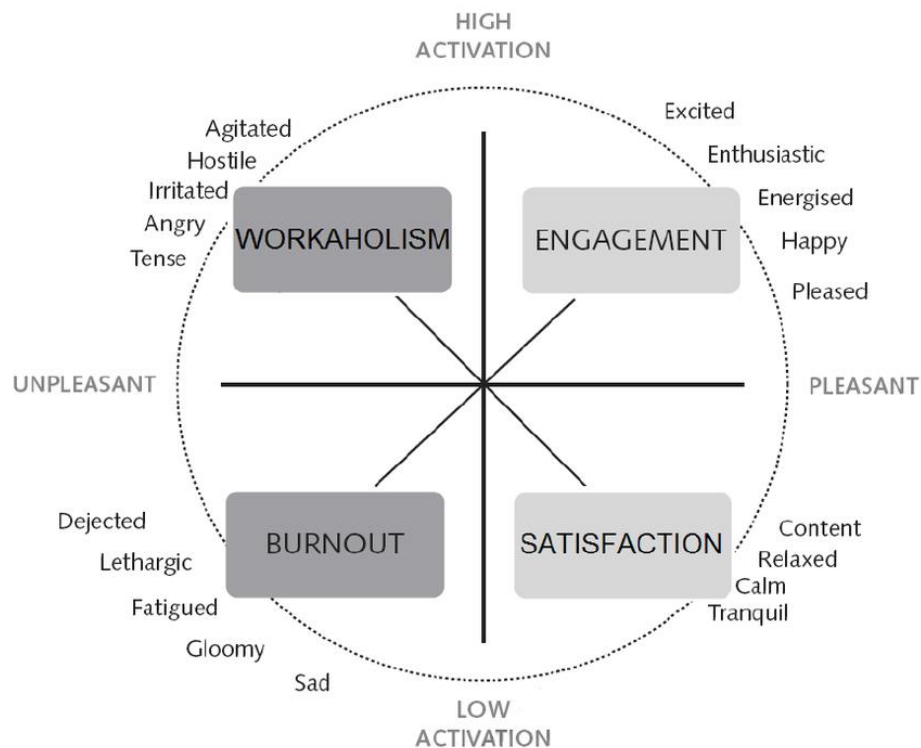 HIGH
ACTIVATION
Agitated
Hostile
Irritated
Angry
Tense
Excited
Enthusiastic
Energised
Happy
Pleased
WORKAHOLISM
ENGAGEMENT
UNPLEASANT
PLEASANT
BURNOUT
SATISFACTION
Dejected
Lethargic
Fatigued
Gloomy
Sad
Content
Relaxed
Calm
Tranquil
LOW
ACTIVATION